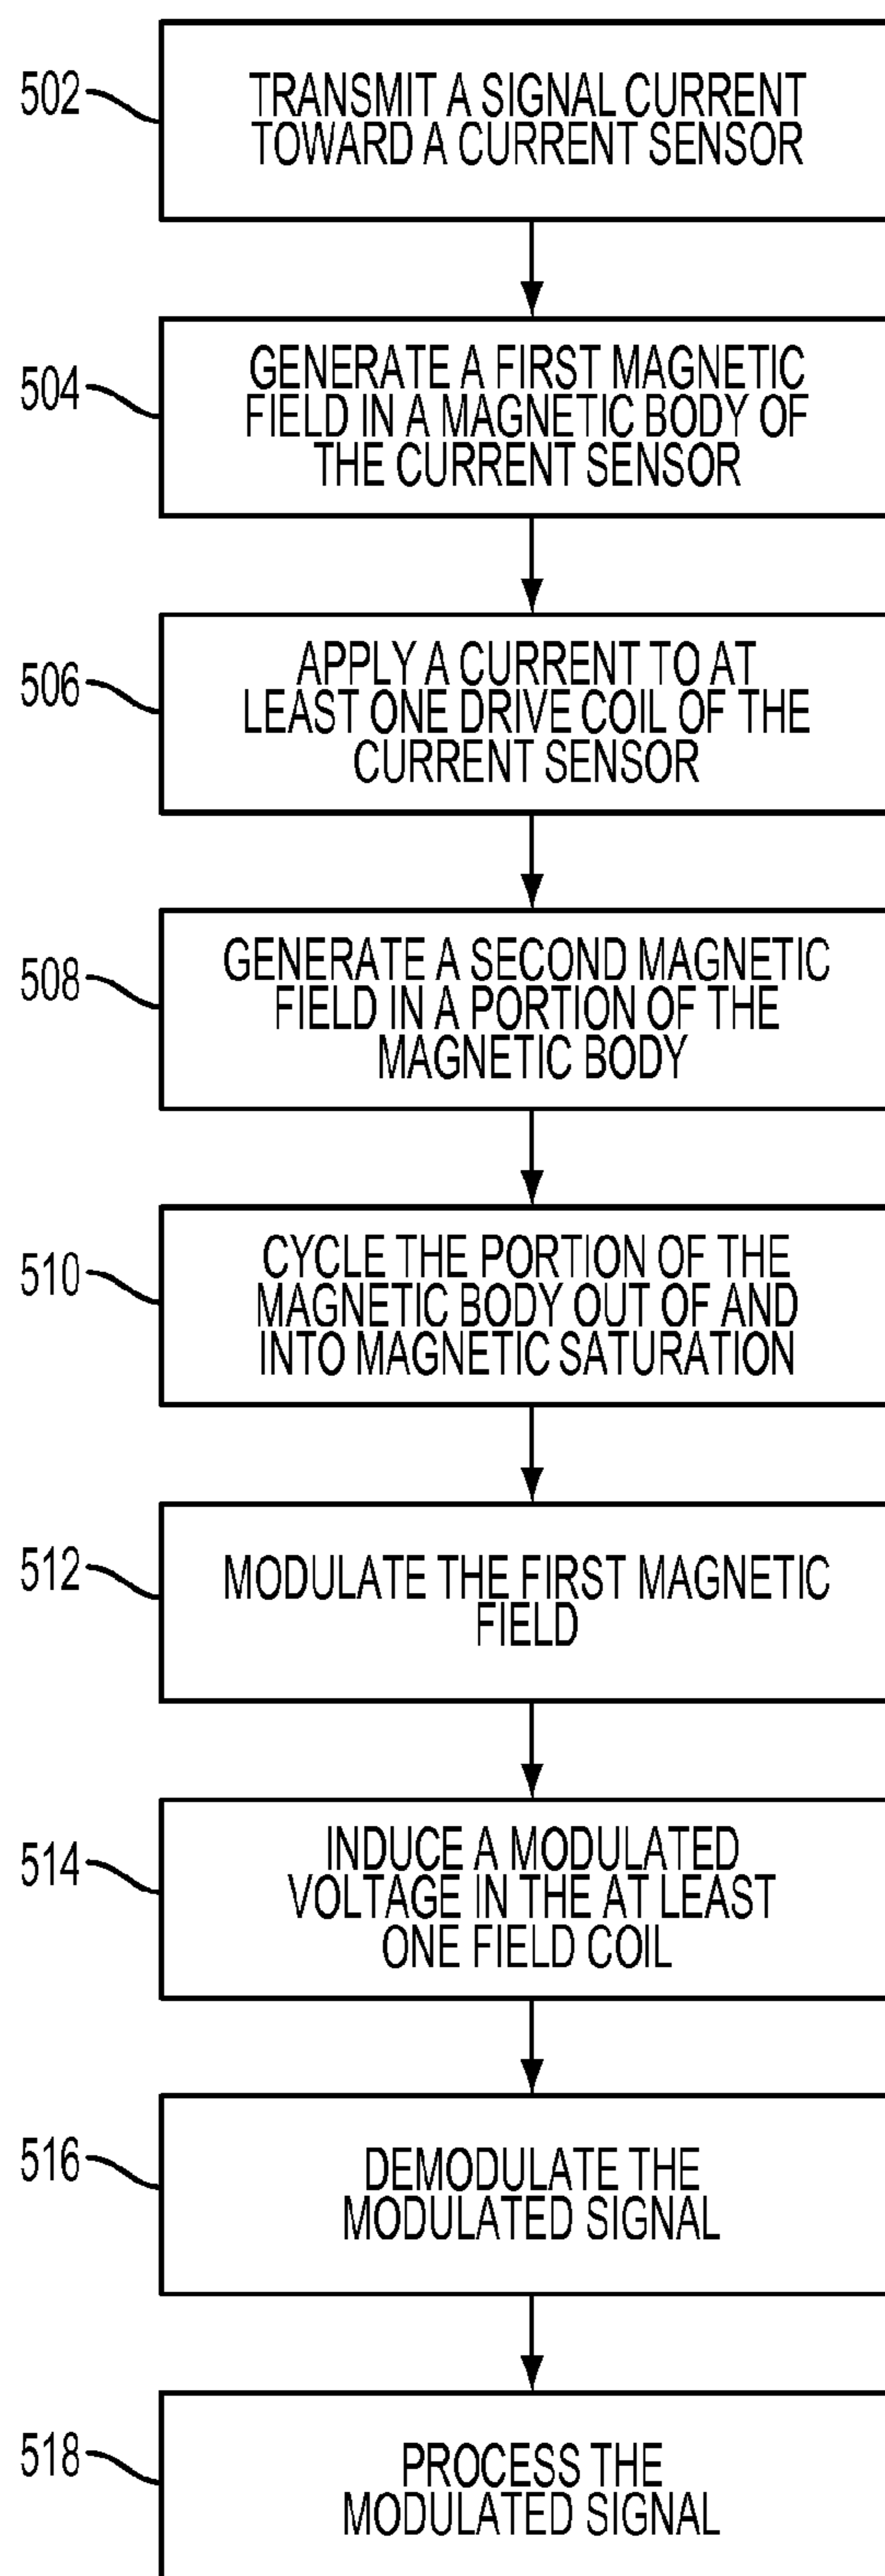 502
TRANSMIT A SIGNAL CURRENT
TOWARD A CURRENT SENSOR
504
GENERATE A FIRST MAGNETIC
FIELD IN A MAGNETIC BODY OF
THE CURRENT SENSOR
506
APPLY A CURRENT TO AT
LEAST ONE DRIVE COIL OF THE
CURRENT SENSOR
508
GENERATE A SECOND MAGNETIC
FIELD IN A PORTION OF THE
MAGNETIC BODY
510
CYCLE THE PORTION OF THE
MAGNETIC BODY OUT OF AND
INTO MAGNETIC SATURATION
512
MODULATE THE FIRST MAGNETIC
FIELD
514
INDUCE A MODULATED
VOLTAGE IN THE AT LEAST
ONE FIELD COIL
516
DEMODULATE THE
MODULATED SIGNAL
518
PROCESS THE
MODULATED SIGNAL